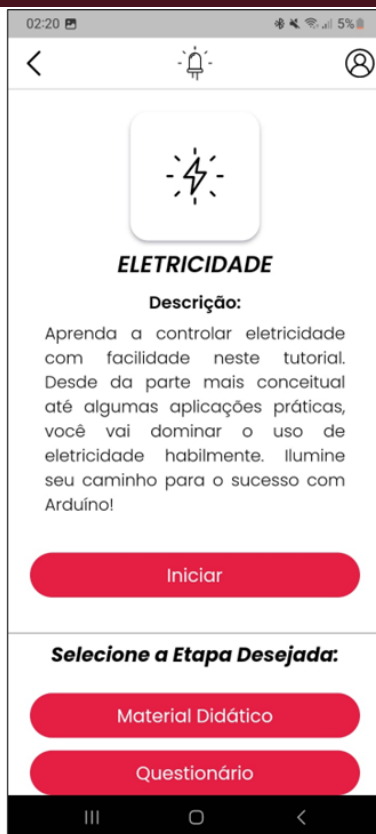 02:20 5%
ELETRICIDADE
Descrição:
Aprenda a controlar eletricidade
com facilidade neste tutorial.
Desde da parte mais conceitual
até algumas aplicações práticas,
você vai dominar o uso de
eletricidade habilmente. Ilumine
seu caminho para o sucesso com
Arduíno!
Iniciar
Selecione a Etapa Desejada:
Material Didático
Questionário